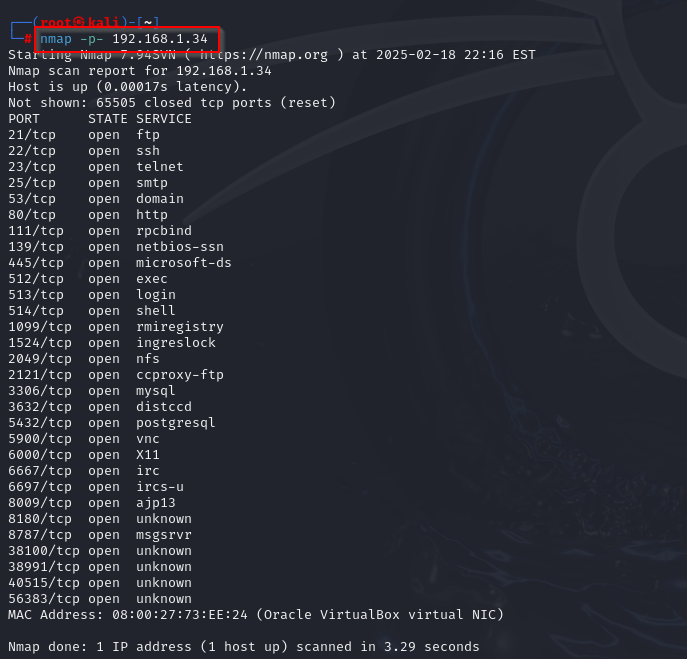 ┌──(root㉿kali)-[~]
└─# nmap -p- 192.168.1.34
Starting Nmap 7.94SVN ( https://nmap.org ) at 2025-02-18 22:16 EST
Nmap scan report for 192.168.1.34
Host is up (0.00017s latency).
Not shown: 65505 closed tcp ports (reset)
PORT      STATE SERVICE
21/tcp    open  ftp
22/tcp    open  ssh
23/tcp    open  telnet
25/tcp    open  smtp
53/tcp    open  domain
80/tcp    open  http
111/tcp   open  rpcbind
139/tcp   open  netbios-ssn
445/tcp   open  microsoft-ds
512/tcp   open  exec
513/tcp   open  login
514/tcp   open  shell
1099/tcp  open  rmiregistry
1524/tcp  open  ingreslock
2049/tcp  open  nfs
2121/tcp  open  ccproxy-ftp
3306/tcp  open  mysql
3632/tcp  open  distccd
5432/tcp  open  postgresql
5900/tcp  open  vnc
6000/tcp  open  X11
6667/tcp  open  irc
6697/tcp  open  ircs-u
8009/tcp  open  ajp13
8180/tcp  open  unknown
8787/tcp  open  msgsrvr
38100/tcp open  unknown
38991/tcp open  unknown
40515/tcp open  unknown
56383/tcp open  unknown
MAC Address: 08:00:27:73:EE:24 (Oracle VirtualBox virtual NIC)
Nmap done: 1 IP address (1 host up) scanned in 3.29 seconds